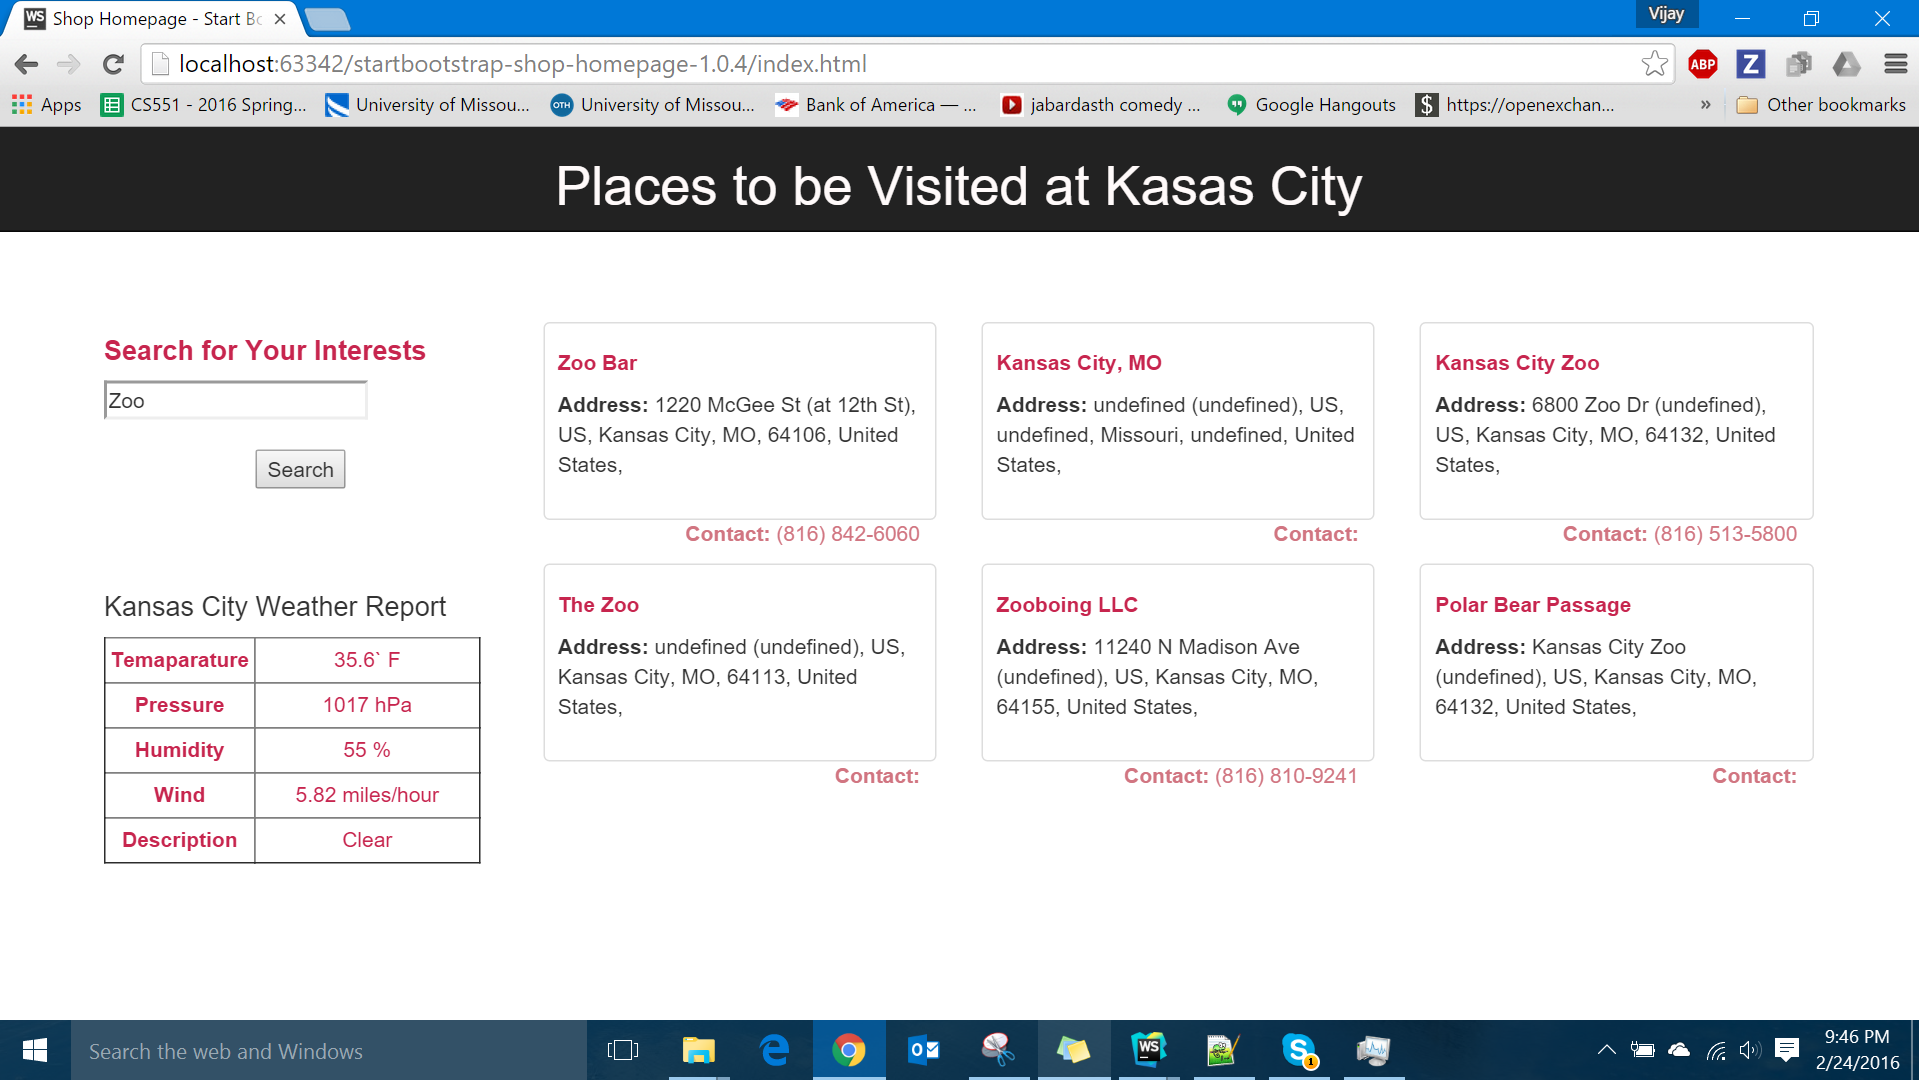 Shop Homepage - Start Bo
Vijay
localhost:63342/startbootstrap-shop-homepage-1.0.4/index.html
ABP
Z
Apps
CS551 - 2016 Spring...
University of Missou...
OTH
University of Missou...
Bank of America — ...
jabardasth comedy ...
Google Hangouts
$
https://openexchan...
»
Other bookmarks
Places to be Visited at Kasas City
Search for Your Interests
Zoo
Search
Kansas City Weather Report
Temaparature 35.6` F
Pressure 1017 hPa
Humidity 55 %
Wind 5.82 miles/hour
Description Clear
Zoo Bar
Address: 1220 McGee St (at 12th St),
US, Kansas City, MO, 64106, United
States,
Contact: (816) 842-6060
Kansas City, MO
Address: undefined (undefined), US,
undefined, Missouri, undefined, United
States,
Contact:
Kansas City Zoo
Address: 6800 Zoo Dr (undefined),
US, Kansas City, MO, 64132, United
States,
Contact: (816) 513-5800
The Zoo
Address: undefined (undefined), US,
Kansas City, MO, 64113, United
States,
Contact:
Zooboing LLC
Address: 11240 N Madison Ave
(undefined), US, Kansas City, MO,
64155, United States,
Contact: (816) 810-9241
Polar Bear Passage
Address: Kansas City Zoo
(undefined), US, Kansas City, MO,
64132, United States,
Contact:
Search the web and Windows
WS
1
9:46 PM
2/24/2016